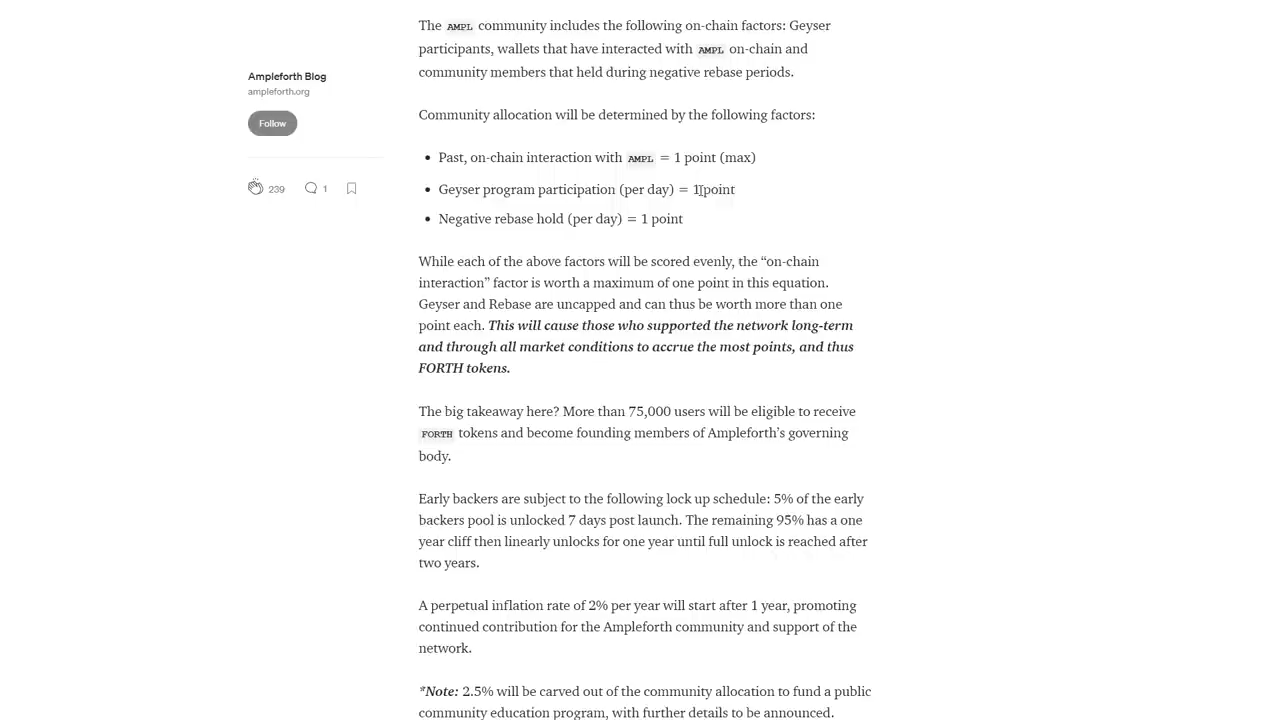 The AMPL community includes the following on-chain factors: Geyser
participants, wallets that have interacted with AMPL on-chain and
community members that held during negative rebase periods.
Ampleforth Blog
ampleforth.org
Follow
239 1
Community allocation will be determined by the following factors:
• Past, on-chain interaction with AMPL = 1 point (max)
• Geyser program participation (per day) = 1 point
• Negative rebase hold (per day) = 1 point
While each of the above factors will be scored evenly, the “on-chain
interaction” factor is worth a maximum of one point in this equation.
Geyser and Rebase are uncapped and can thus be worth more than one
point each. This will cause those who supported the network long-term
and through all market conditions to accrue the most points, and thus
FORTH tokens.
The big takeaway here? More than 75,000 users will be eligible to receive
FORTH tokens and become founding members of Ampleforth’s governing
body.
Early backers are subject to the following lock up schedule: 5% of the early
backers pool is unlocked 7 days post launch. The remaining 95% has a one
year cliff then linearly unlocks for one year until full unlock is reached after
two years.
A perpetual inflation rate of 2% per year will start after 1 year, promoting
continued contribution for the Ampleforth community and support of the
network.
*Note: 2.5% will be carved out of the community allocation to fund a public
community education program, with further details to be announced.